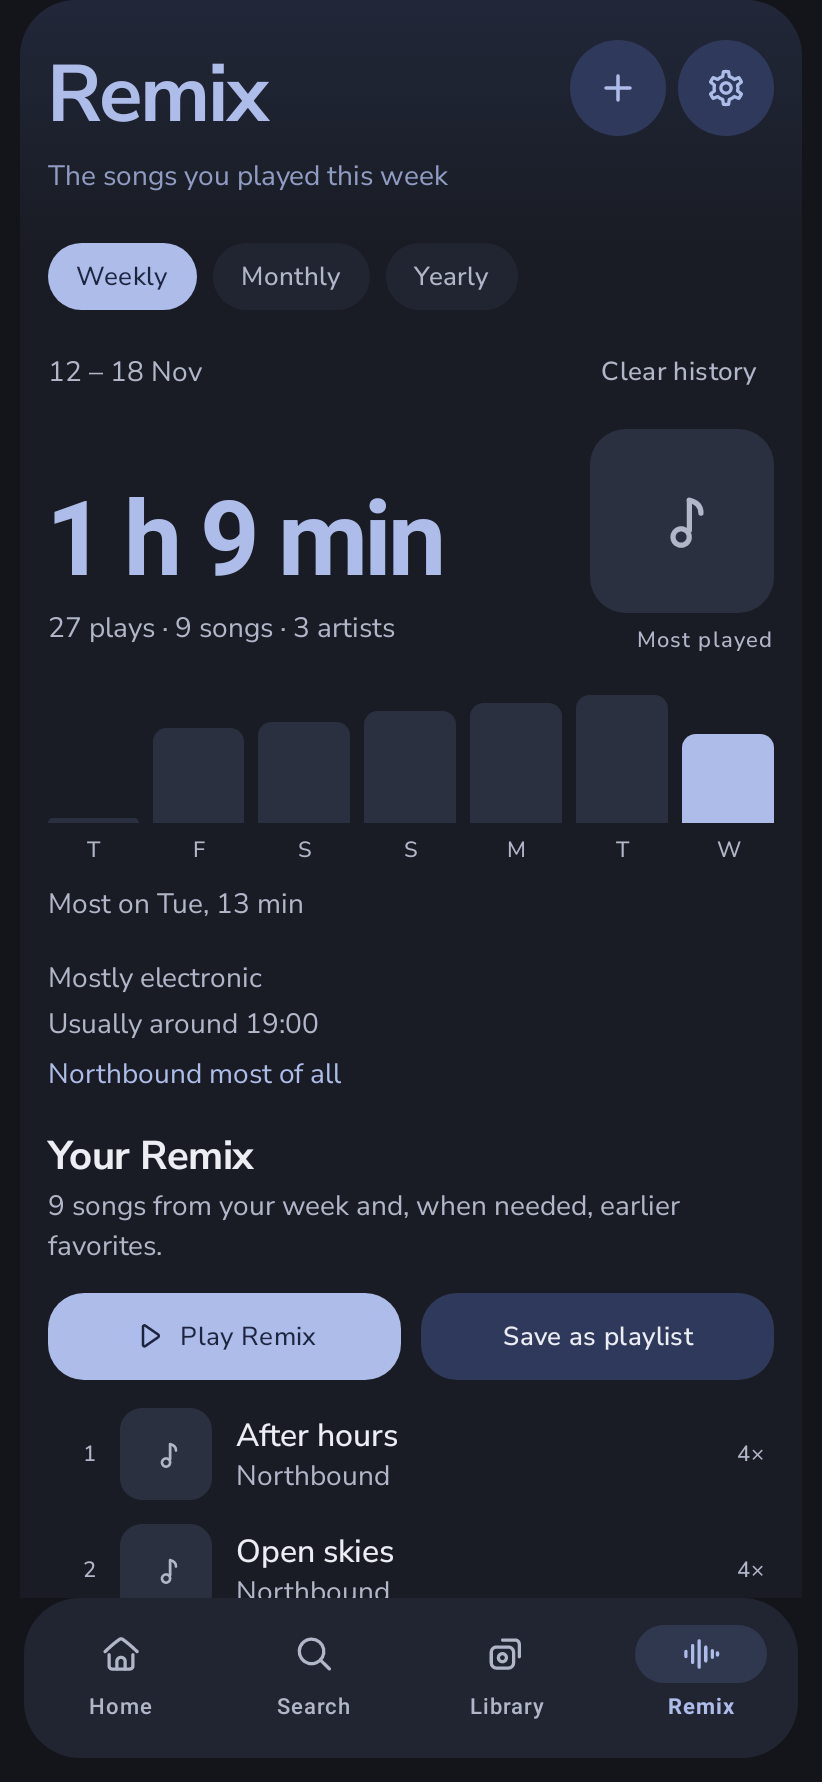 Remix
The songs you played this week
Weekly
Monthly
Yearly
12 – 18 Nov
Clear history
1 h 9 min
27 plays · 9 songs · 3 artists
Most played
T F S S M T W
Most on Tue, 13 min
Mostly electronic
Usually around 19:00
Northbound most of all
Your Remix
9 songs from your week and, when needed, earlier
favorites.
Play Remix
Save as playlist
1
After hours
Northbound
4×
2
Open skies
Northbound
4×
Home
Search
Library
Remix